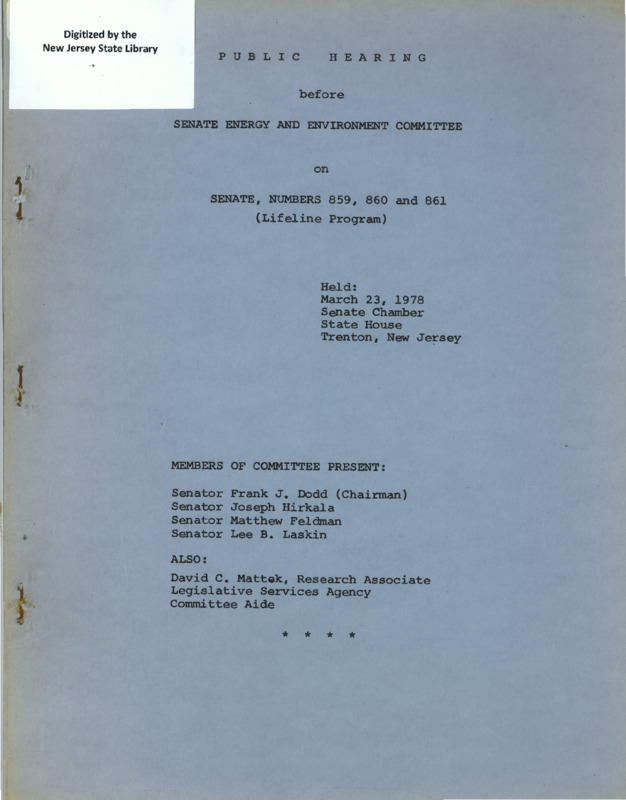 Digitized by the
New Jersey State Library
PUBLIC HEARING
before
SENATE ENERGY AND ENVIRONMENT COMMITTEE
on
SENATE, NUMBERS 859, 860 and 861
(Lifeline Program)
Held:
March 23, 1978
Senate Chamber
State House
Trenton, New Jersey
MEMBERS OF COMMITTEE PRESENT:
Senator Frank J. Dodd (Chairman)
Senator Joseph Hirkala
Senator Matthew Feldman
Senator Lee B. Laskin
ALSO:
David C. Mattek, Research Associate
Legislative Services Agency
Committee Aide
* * * *